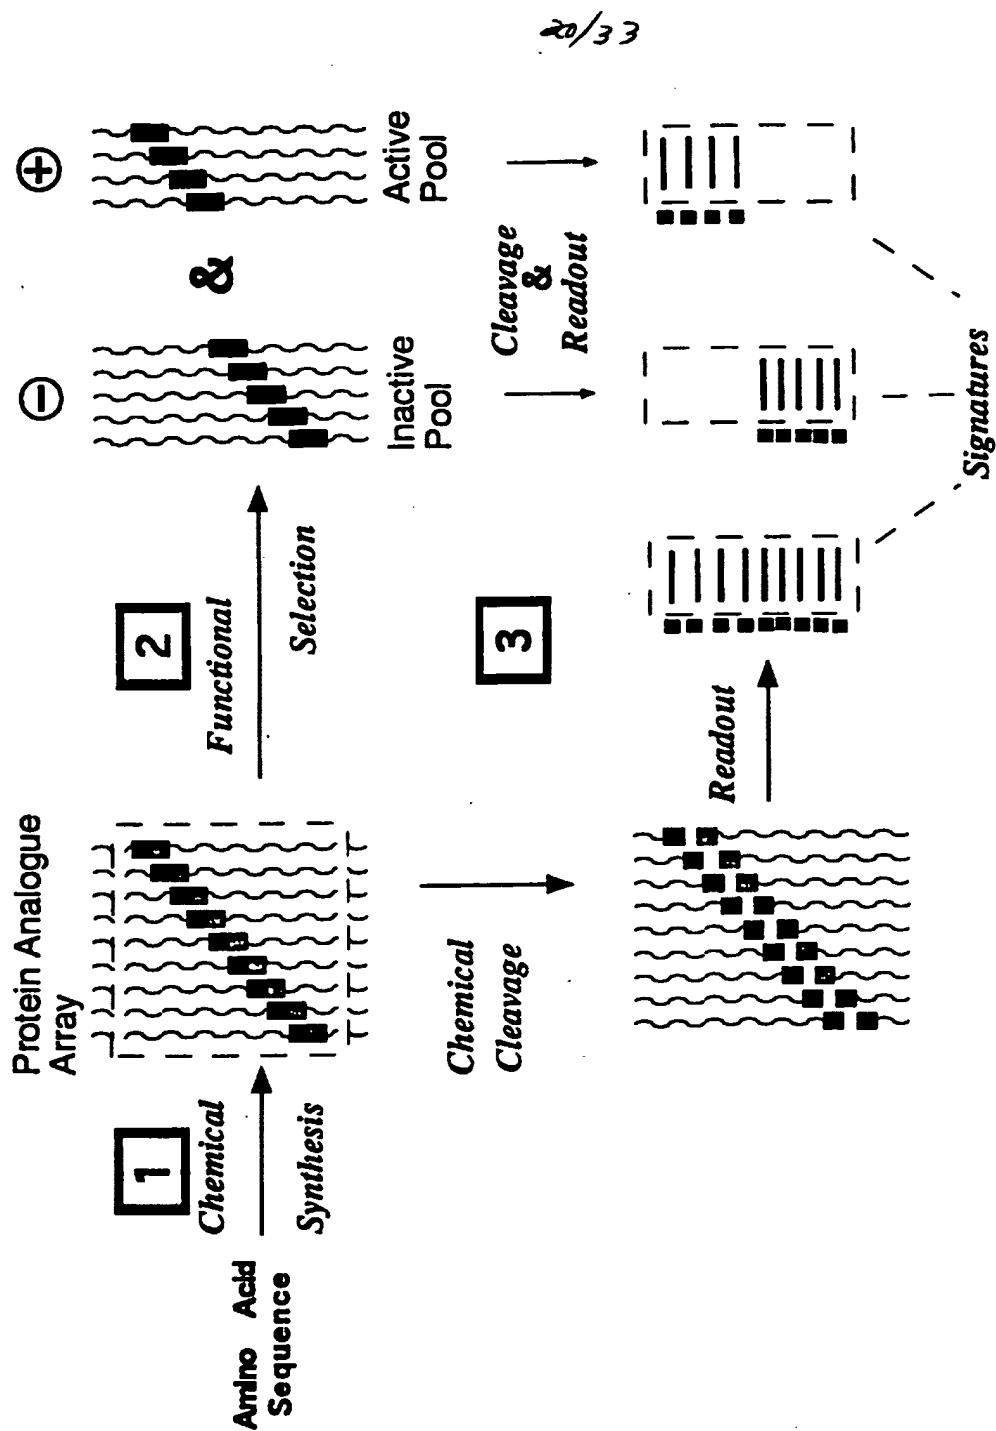 20/33
Protein Analogue
Array
1
Chemical
Synthesis
Amino Acid
Sequence
2
Functional
Selection
−
&
+
Inactive
Pool
Active
Pool
Chemical
Cleavage
3
Readout
Cleavage
&
Readout
Signatures